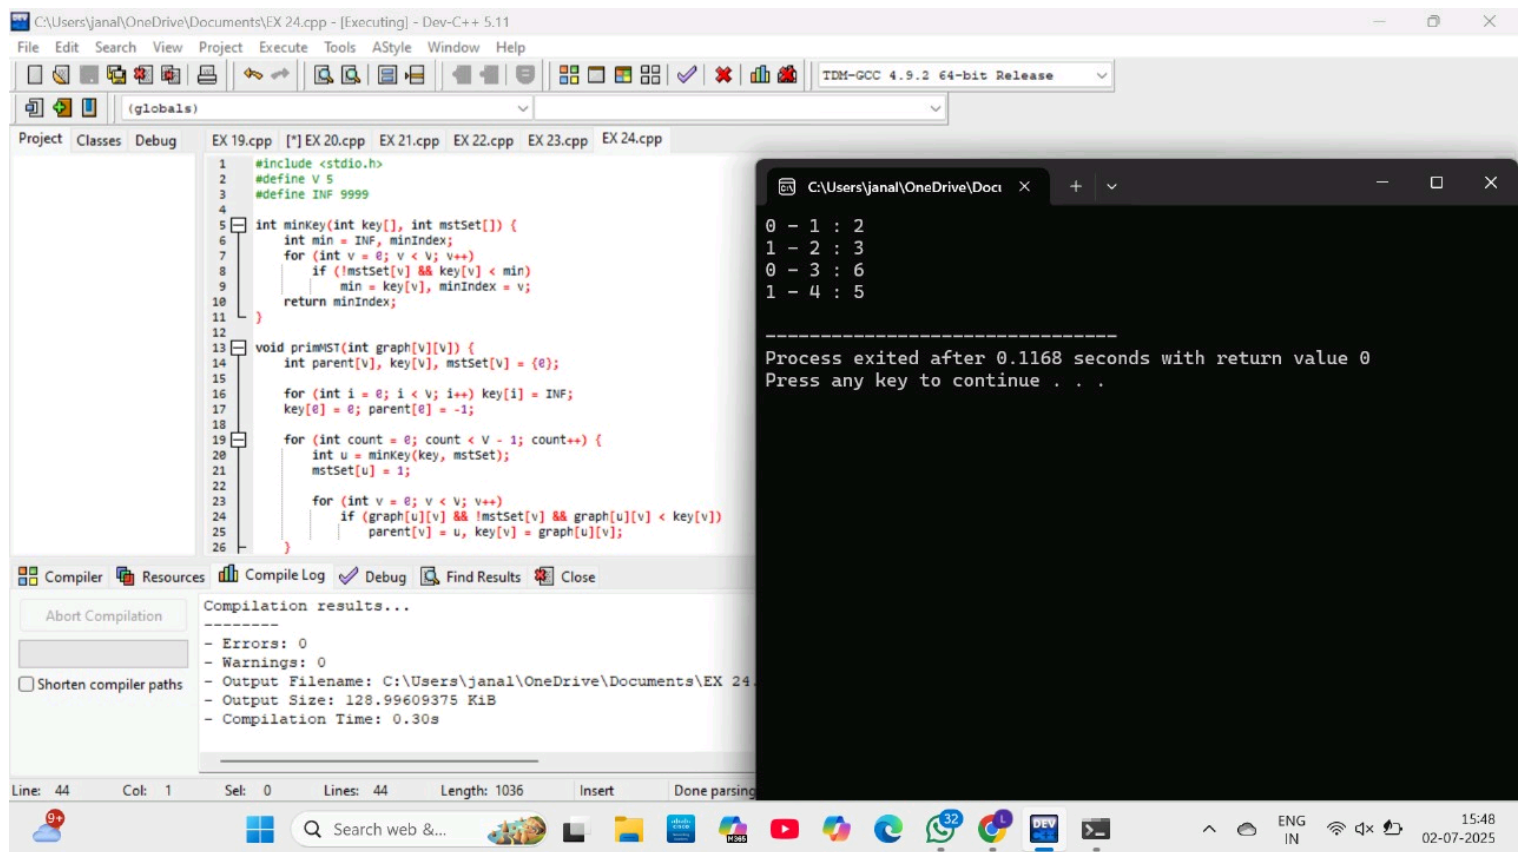 C:\Users\janal\OneDrive\Documents\EX 24.cpp - [Executing] - Dev-C++ 5.11
File Edit Search View Project Execute Tools AStyle Window Help
TDM-GCC 4.9.2 64-bit Release
(globals)
Project Classes Debug
EX 19.cpp [*] EX 20.cpp EX 21.cpp EX 22.cpp EX 23.cpp EX 24.cpp
1 #include <stdio.h>
2 #define V 5
3 #define INF 9999
4
5 int minKey(int key[], int mstSet[]) {
6 int min = INF, minIndex;
7 for (int v = 0; v < V; v++)
8 if (!mstSet[v] && key[v] < min)
9 min = key[v], minIndex = v;
10 return minIndex;
11 }
12
13 void primMST(int graph[V][V]) {
14 int parent[V], key[V], mstSet[V] = {0};
15
16 for (int i = 0; i < V; i++) key[i] = INF;
17 key[0] = 0; parent[0] = -1;
18
19 for (int count = 0; count < V - 1; count++) {
20 int u = minKey(key, mstSet);
21 mstSet[u] = 1;
22
23 for (int v = 0; v < V; v++)
24 if (graph[u][v] && !mstSet[v] && graph[u][v] < key[v])
25 parent[v] = u, key[v] = graph[u][v];
26 }
C:\Users\janal\OneDrive\Docu
0 - 1 : 2
1 - 2 : 3
0 - 3 : 6
1 - 4 : 5
--------------------------------
Process exited after 0.1168 seconds with return value 0
Press any key to continue . . .
Compiler Resources Compile Log Debug Find Results Close
Abort Compilation
Shorten compiler paths
Compilation results...
--------
- Errors: 0
- Warnings: 0
- Output Filename: C:\Users\janal\OneDrive\Documents\EX 24.
- Output Size: 128.99609375 KiB
- Compilation Time: 0.30s
Line: 44 Col: 1 Sel: 0 Lines: 44 Length: 1036 Insert Done parsing
9+
Search web &...
M365
32
L
DEV
ENG
IN
15:48
02-07-2025